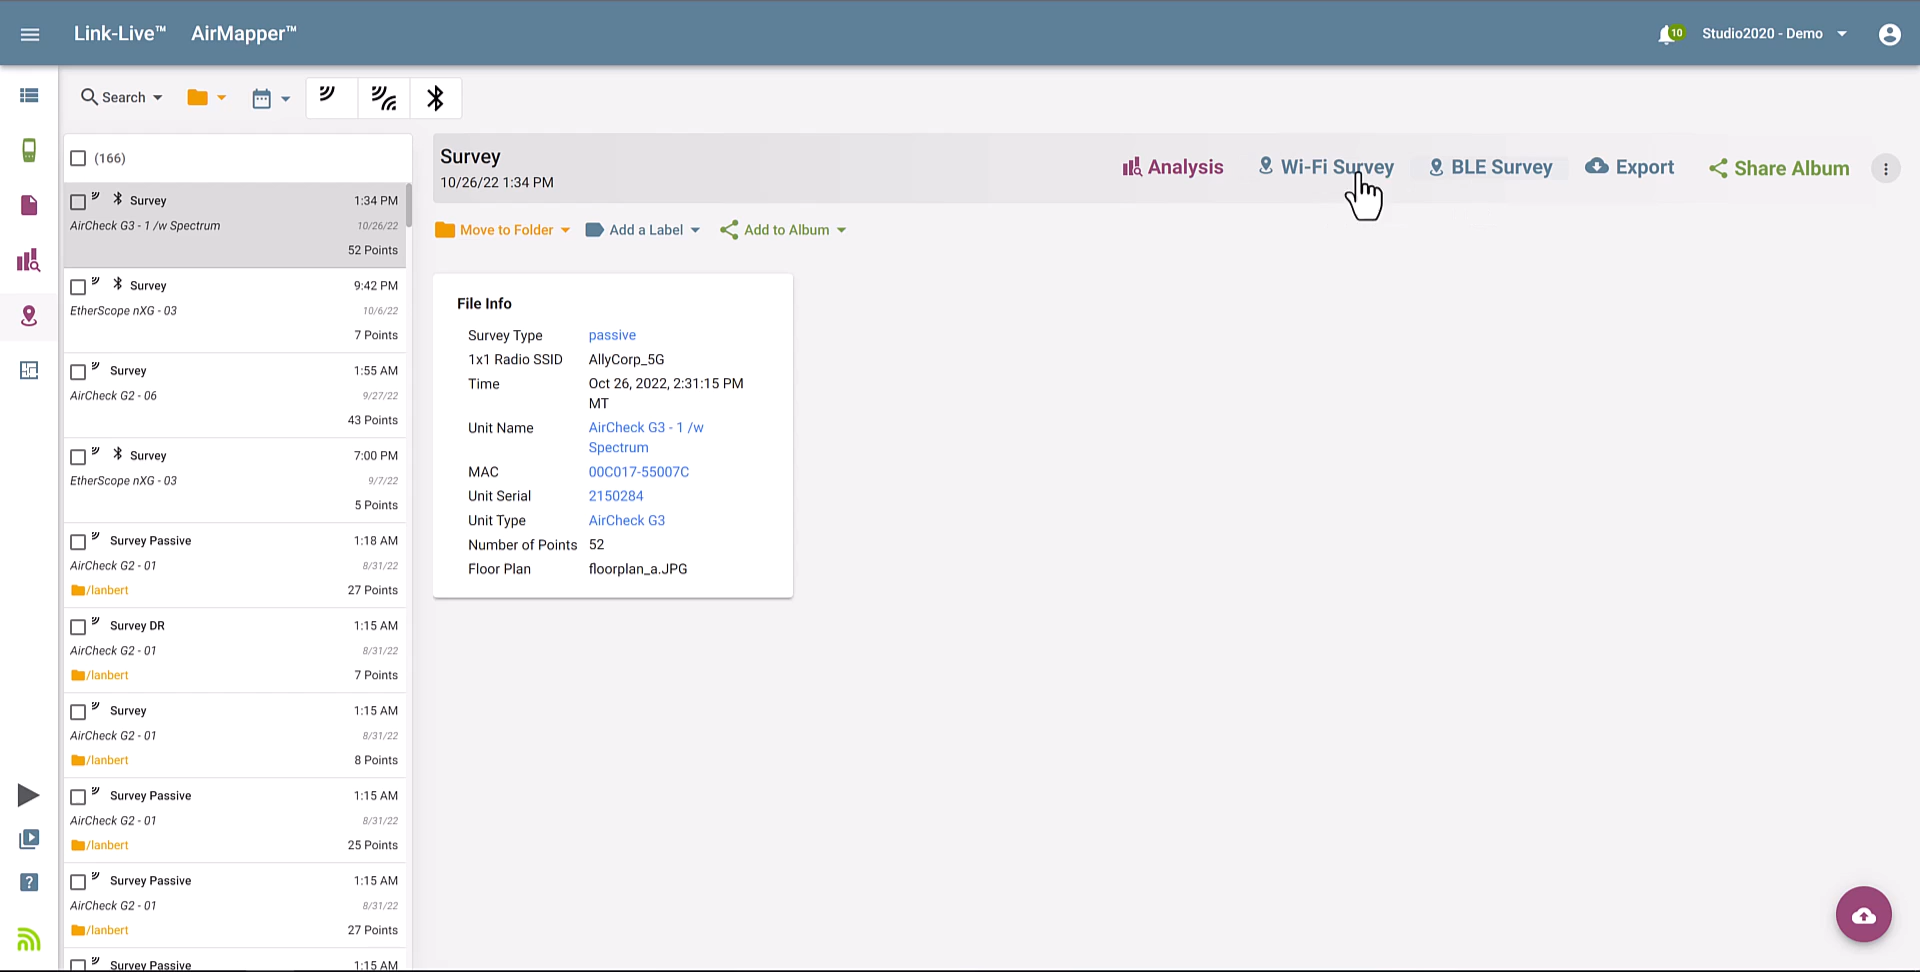 Link-Live™ AirMapper™
10
Studio2020 - Demo
Search
(166)
Survey 1:34 PM
AirCheck G3 - 1 /w Spectrum 10/26/22
52 Points
Survey 9:42 PM
EtherScope nXG - 03 10/6/22
7 Points
Survey 1:55 AM
AirCheck G2 - 06 9/27/22
43 Points
Survey 7:00 PM
EtherScope nXG - 03 9/7/22
5 Points
Survey Passive 1:18 AM
AirCheck G2 - 01 8/31/22
/lanbert 27 Points
Survey DR 1:15 AM
AirCheck G2 - 01 8/31/22
/lanbert 7 Points
Survey 1:15 AM
AirCheck G2 - 01 8/31/22
/lanbert 8 Points
Survey Passive 1:15 AM
AirCheck G2 - 01 8/31/22
/lanbert 25 Points
Survey Passive 1:15 AM
AirCheck G2 - 01 8/31/22
/lanbert 27 Points
Survey Passive 1:15 AM
Survey
10/26/22 1:34 PM
Analysis Wi-Fi Survey BLE Survey Export Share Album
Move to Folder Add a Label Add to Album
File Info
Survey Type passive
1x1 Radio SSID AllyCorp_5G
Time Oct 26, 2022, 2:31:15 PM
MT
Unit Name AirCheck G3 - 1 /w
Spectrum
MAC 00C017-55007C
Unit Serial 2150284
Unit Type AirCheck G3
Number of Points 52
Floor Plan floorplan_a.JPG
?